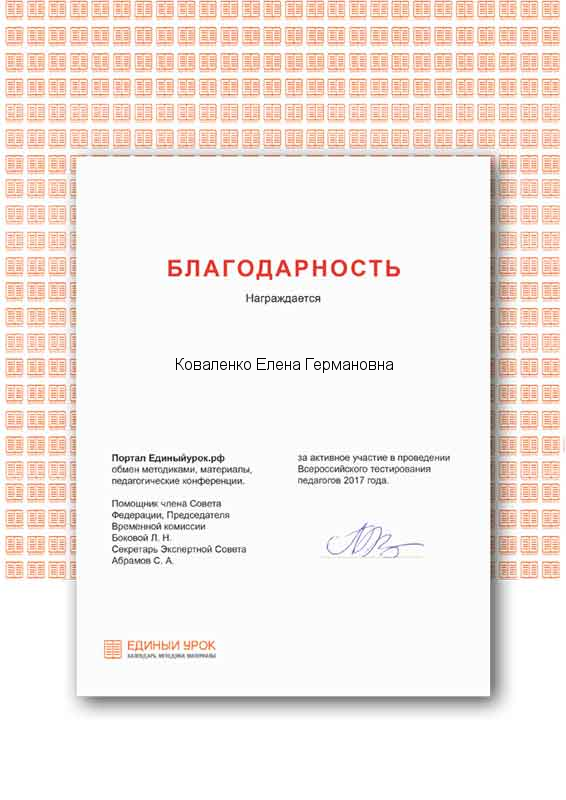 БЛАГОДАРНОСТЬ
Награждается
Коваленко Елена Германовна
Портал Единыйурок.рф
обмен методиками, материалы,
педагогические конференции.
Помощник члена Совета
Федерации, Председателя
Временной комиссии
Боковой Л. Н.
Секретарь Экспертной Совета
Абрамов С. А.
за активное участие в проведении
Всероссийского тестирования
педагогов 2017 года.
ЕДИНЫЙ УРОК
КАЛЕНДАРЬ, МЕТОДИКИ, МАТЕРИАЛЫ